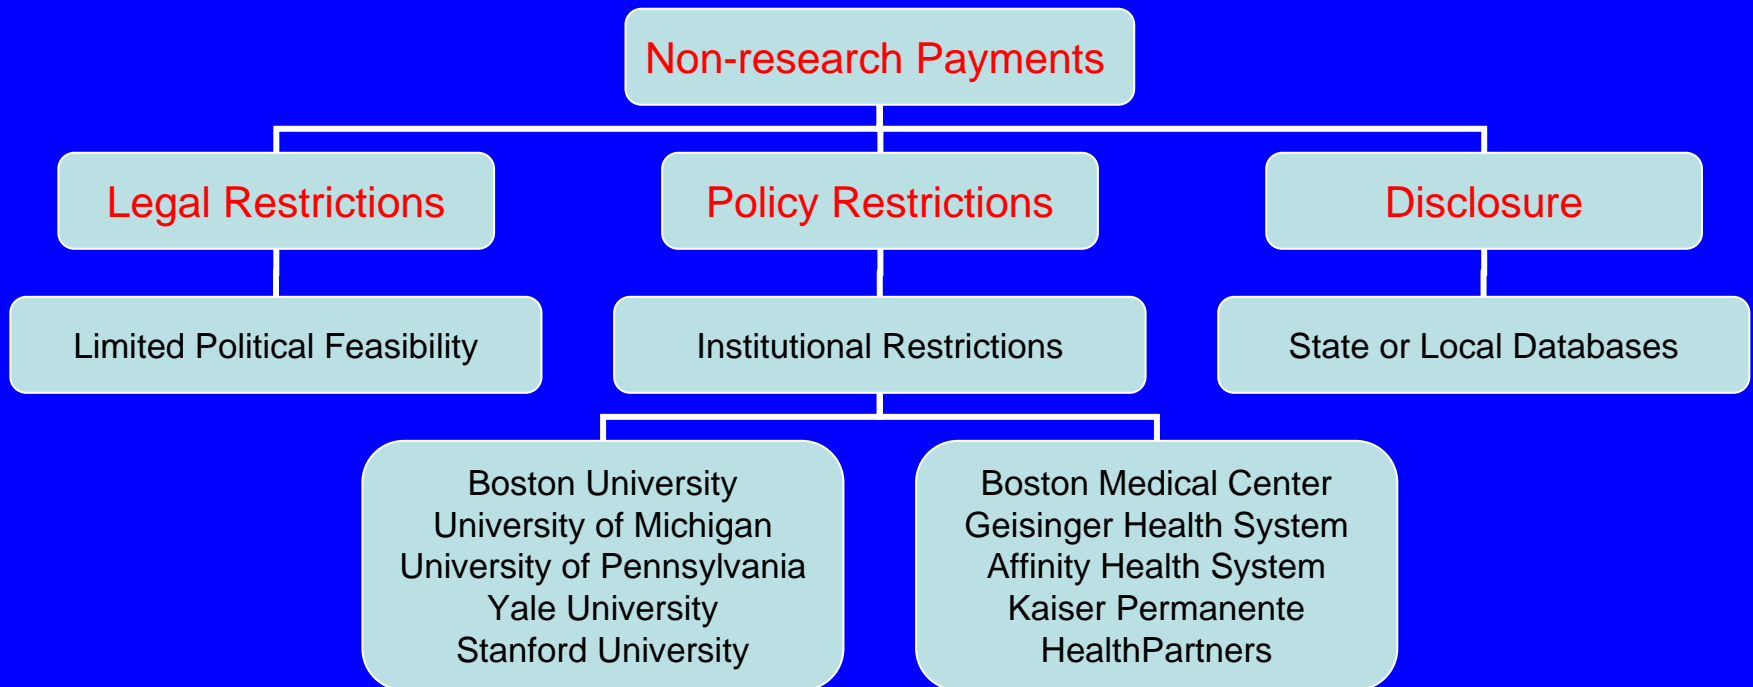 Non-research Payments
Legal Restrictions
Policy Restrictions
Disclosure
Limited Political Feasibility
Institutional Restrictions
State or Local Databases
Boston University
University of Michigan
University of Pennsylvania
Yale University
Stanford University
Boston Medical Center
Geisinger Health System
Affinity Health System
Kaiser Permanente
HealthPartners